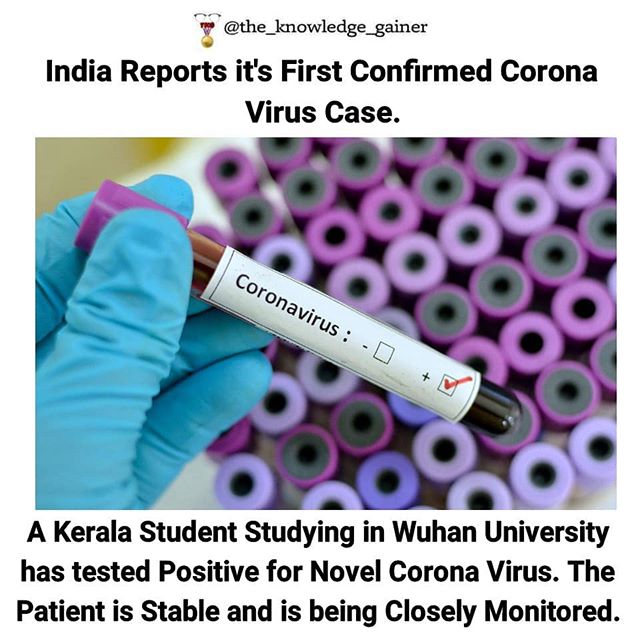 @the_knowledge_gainer
India Reports it's First Confirmed Corona
Virus Case.
Coronavirus : - 
+
A Kerala Student Studying in Wuhan University
has tested Positive for Novel Corona Virus. The
Patient is Stable and is being Closely Monitored.